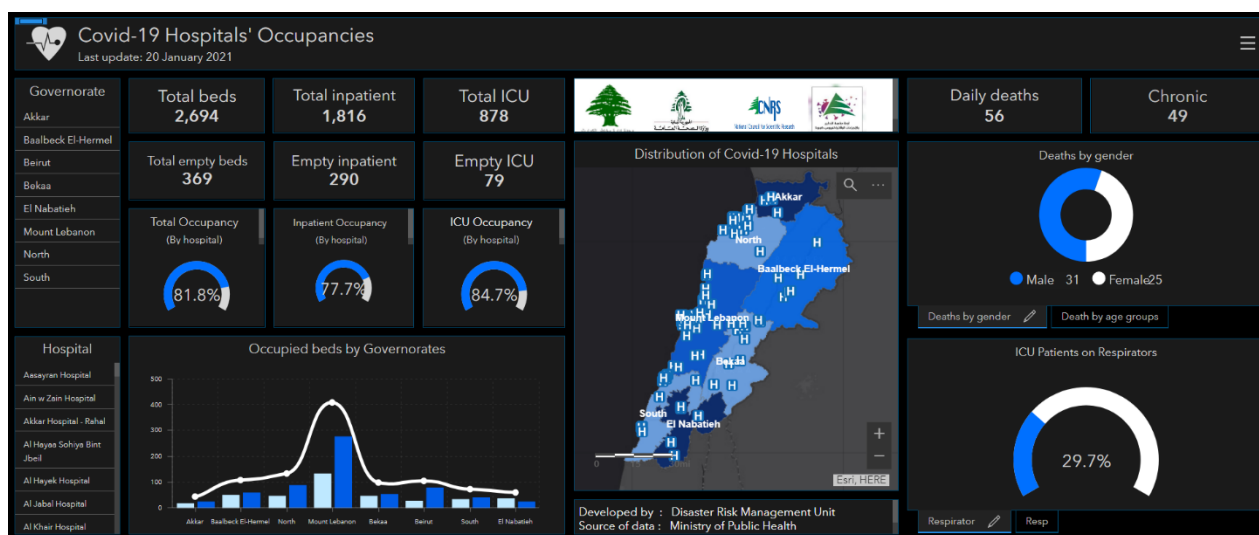 Covid-19 Hospitals' Occupancies
Last update: 20 January 2021
Governorate
Akkar
Baalbeck El-Hermel
Beirut
Bekaa
El Nabatieh
Mount Lebanon
North
South
Total beds
2,694
Total inpatient
1,816
Total ICU
878
Total empty beds
369
Empty inpatient
290
Empty ICU
79
Total Occupancy
(By hospital)
81.8%
Inpatient Occupancy
(By hospital)
77.7%
ICU Occupancy
(By hospital)
84.7%
Hospital
Aasayran Hospital
Ain w Zain Hospital
Akkar Hospital - Rahal
Al Hayaa Sohiya Bint
Jbeil
Al Hayek Hospital
Al Jabal Hospital
Al Khair Hospital
Occupied beds by Governorates
500
400
300
200
100
0
Akkar Baalbeck El-Hermel North Mount Lebanon Bekaa Beirut South El Nabatieh
CNRS
National Council for Scientific Research
Distribution of Covid-19 Hospitals
H Akkar
North
Baalbeck El-Hermel
Mount Lebanon
Bekaa
South
El Nabatieh
0
Esri, HERE
Developed by : Disaster Risk Management Unit
Source of data : Ministry of Public Health
Daily deaths
56
Chronic
49
Deaths by gender
Male 31 Female25
Deaths by gender Death by age groups
ICU Patients on Respirators
29.7%
Respirator Resp